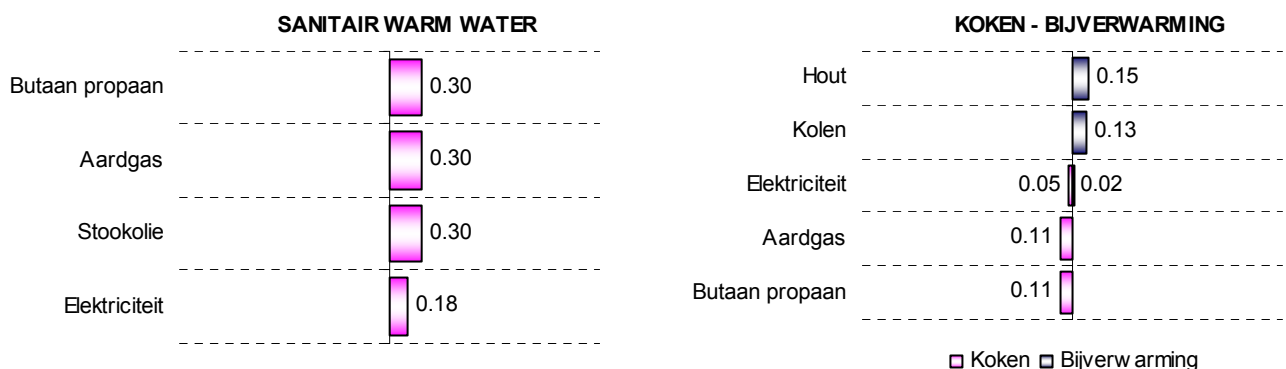 SANITAIR WARM WATER
Butaan propaan 0.30
Aardgas 0.30
Stookolie 0.30
Elektriciteit 0.18
KOKEN - BIJVERWARMING
Hout 0.15
Kolen 0.13
Elektriciteit 0.05 0.02
Aardgas 0.11
Butaan propaan 0.11
Koken Bijverwarming